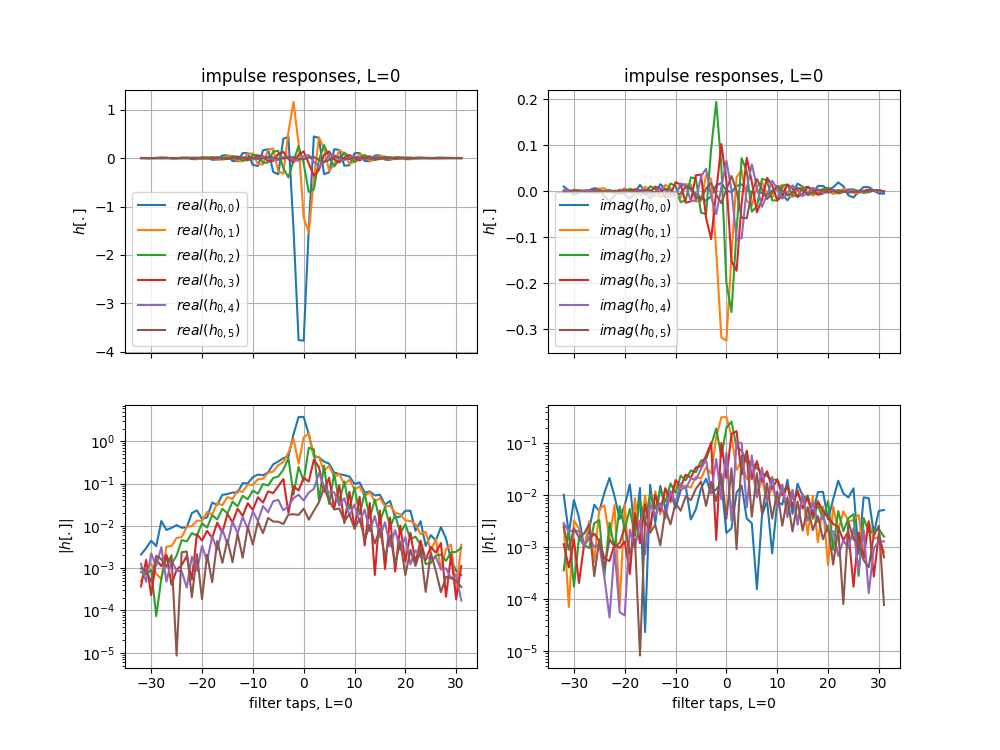 impulse responses, L=0
1
0
−1
−2
−3
−4
h[.]
real(h0,0)
real(h0,1)
real(h0,2)
real(h0,3)
real(h0,4)
real(h0,5)
impulse responses, L=0
0.2
0.1
0.0
−0.1
−0.2
−0.3
h[.]
imag(h0,0)
imag(h0,1)
imag(h0,2)
imag(h0,3)
imag(h0,4)
imag(h0,5)
10^0
10^−1
10^−2
10^−3
10^−4
10^−5
|h[.]|
−30 −20 −10 0 10 20 30
filter taps, L=0
10^−1
10^−2
10^−3
10^−4
10^−5
|h[.]|
−30 −20 −10 0 10 20 30
filter taps, L=0